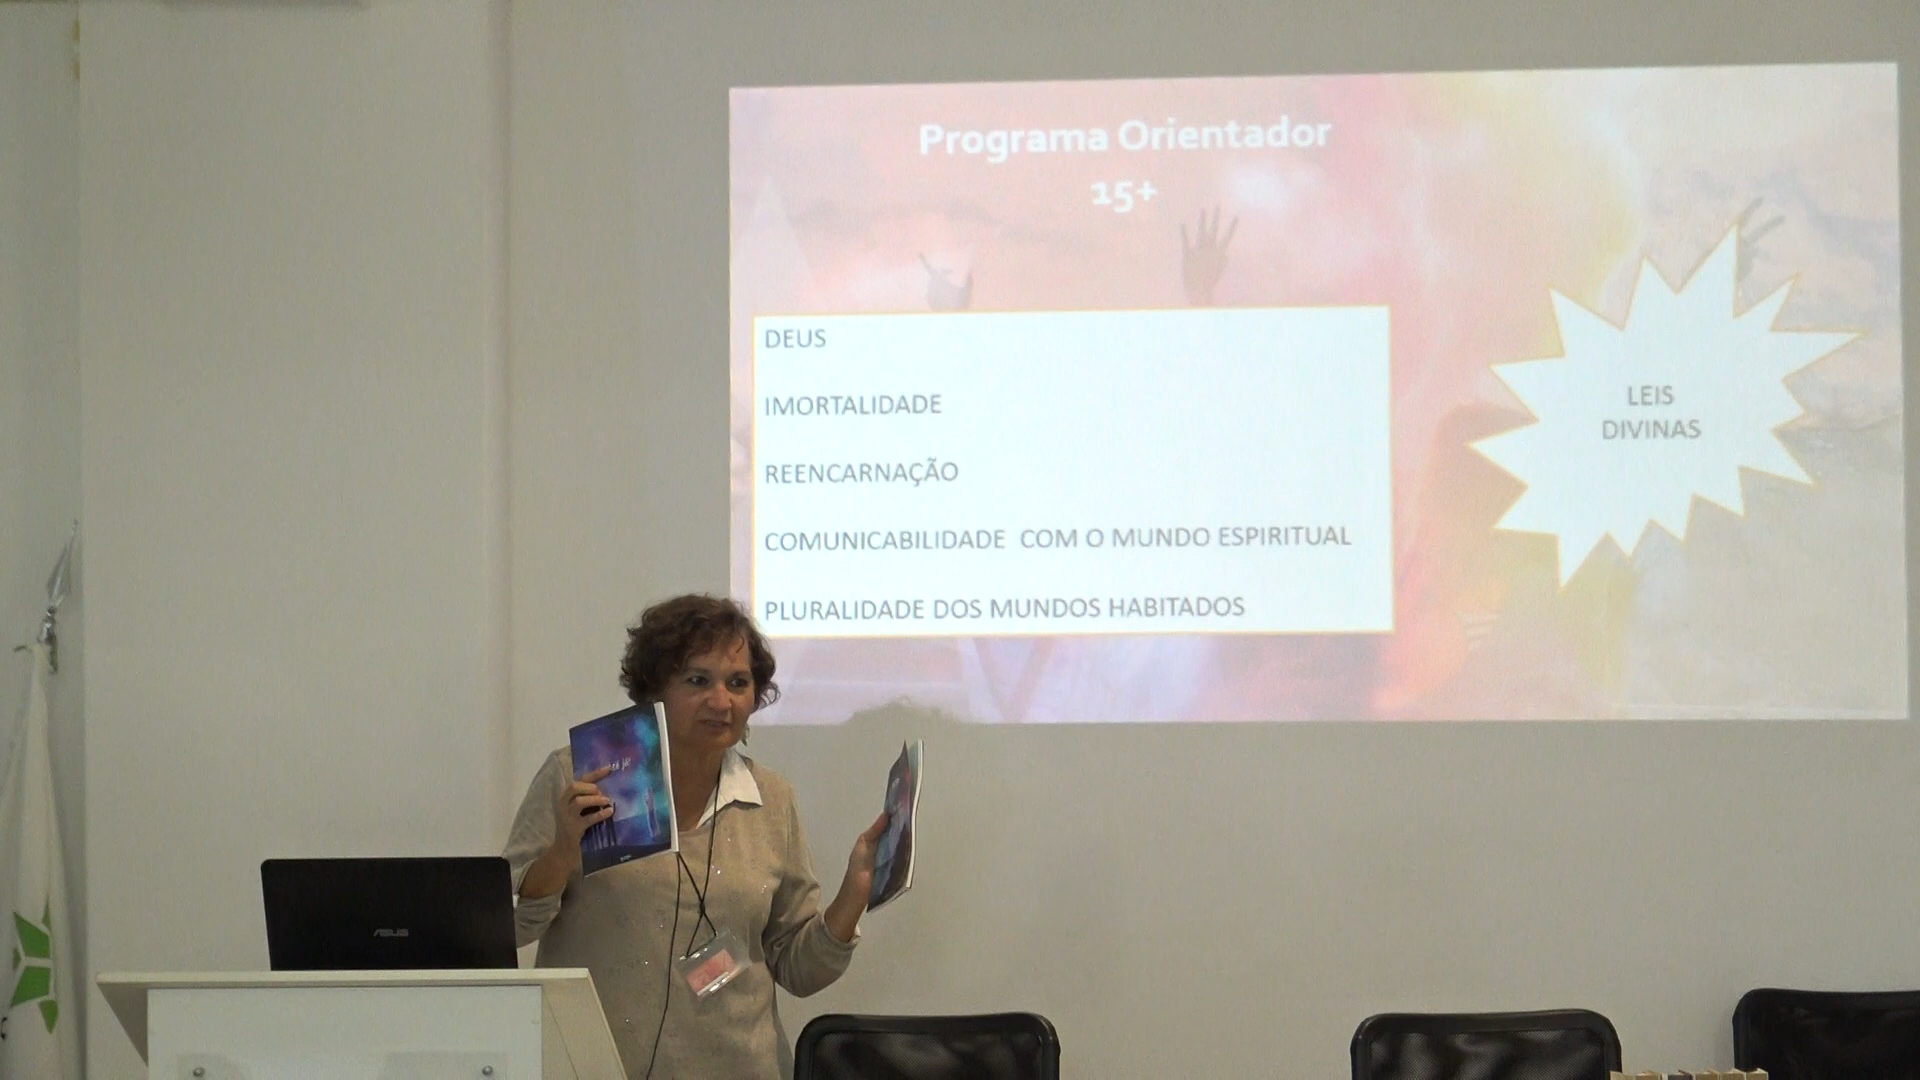 Programa Orientador
15+
DEUS
IMORTALIDADE
REENCARNAÇÃO
COMUNICABILIDADE COM O MUNDO ESPIRITUAL
PLURALIDADE DOS MUNDOS HABITADOS
LEIS
DIVINAS
ASUS